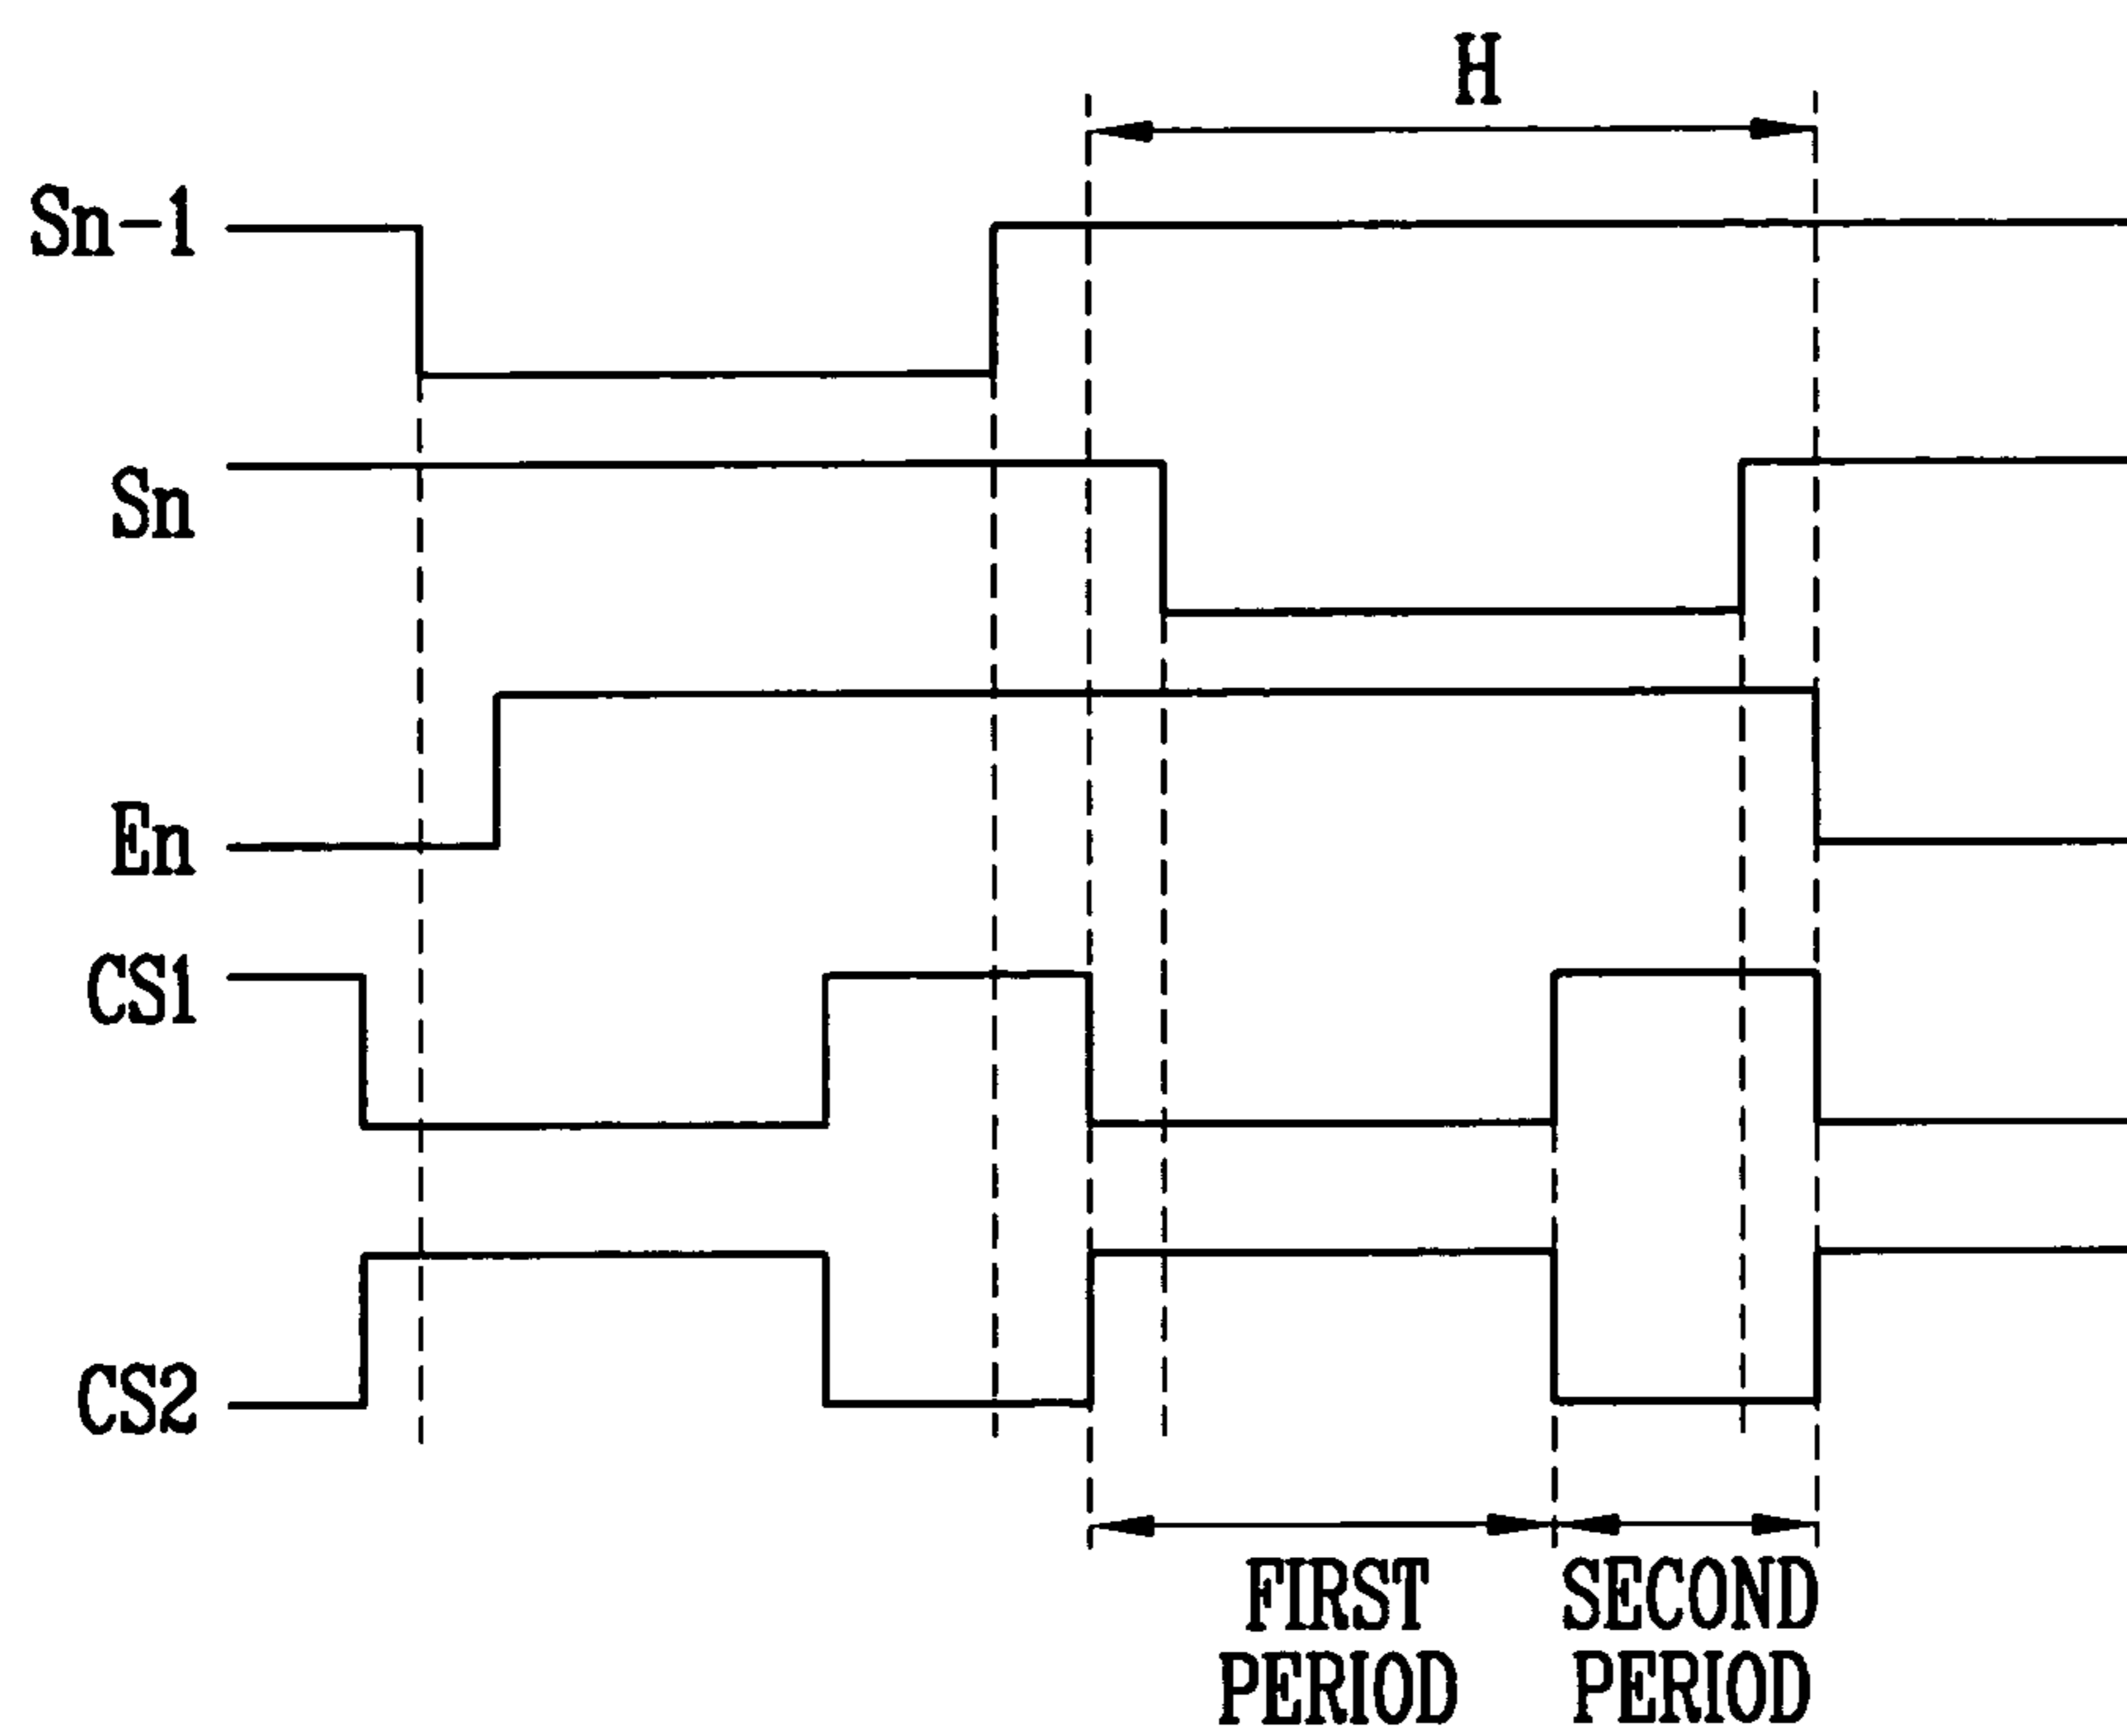 H
Sn-1
Sn
En
CS1
CS2
FIRST
PERIOD
SECOND
PERIOD